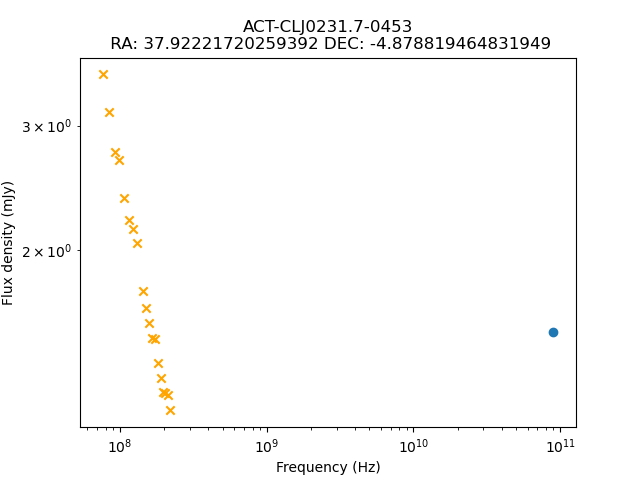 ACT-CLJ0231.7-0453
RA: 37.92221720259392 DEC: -4.878819464831949
Flux density (mJy)
3 × 10⁰
2 × 10⁰
10⁸ 10⁹ 10¹⁰ 10¹¹
Frequency (Hz)